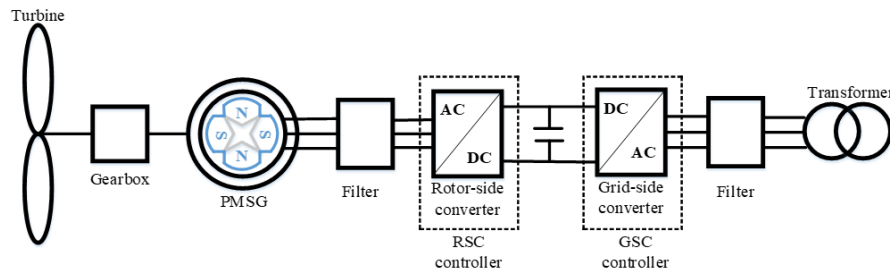 Turbine
Gearbox
N
S
S
N
PMSG
Filter
AC
DC
Rotor-side
converter
RSC
controller
DC
AC
Grid-side
converter
GSC
controller
Filter
Transformer